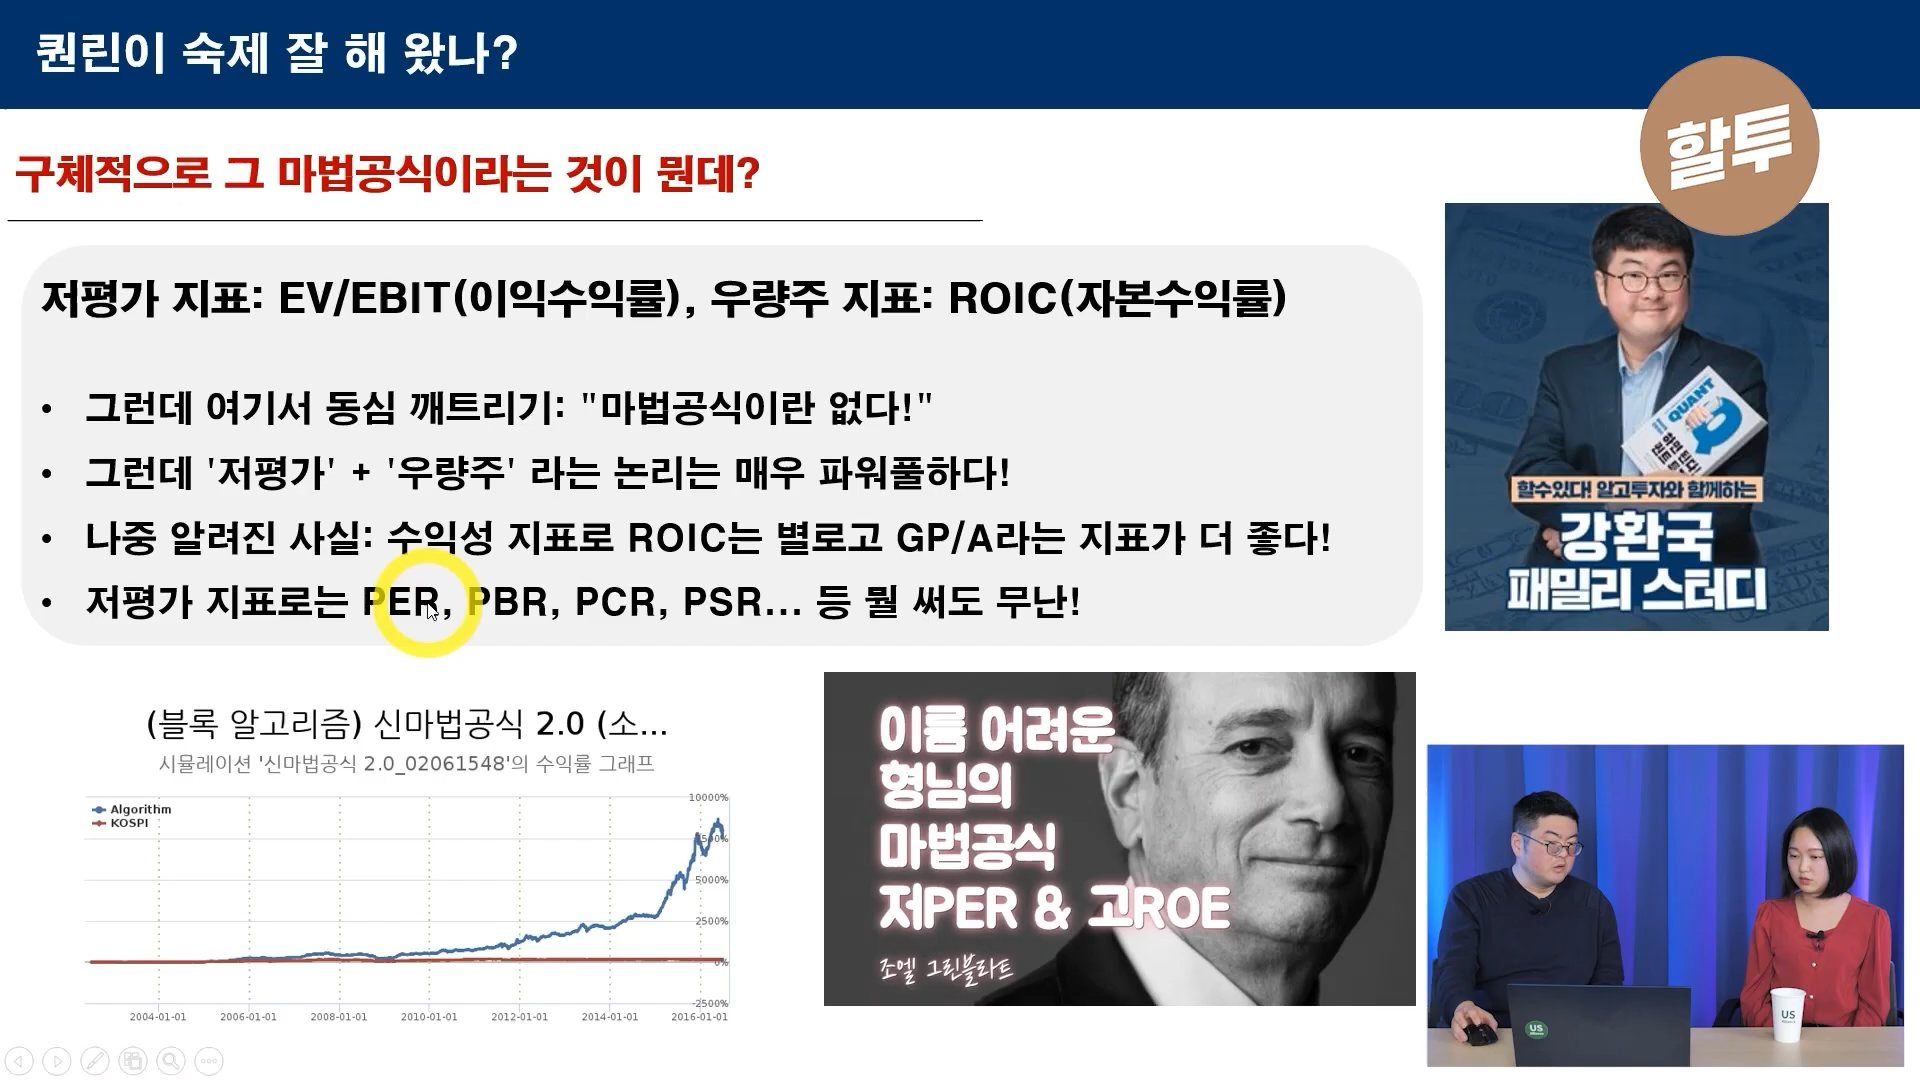 퀀린이 숙제 잘 해 왔나?
할투
구체적으로 그 마법공식이라는 것이 뭔데?
저평가 지표: EV/EBIT(이익수익률), 우량주 지표: ROIC(자본수익률)
• 그런데 여기서 동심 깨트리기: "마법공식이란 없다!"
• 그런데 '저평가' + '우량주' 라는 논리는 매우 파워풀하다!
• 나중 알려진 사실: 수익성 지표로 ROIC는 별로고 GP/A라는 지표가 더 좋다!
• 저평가 지표로는 PER, PBR, PCR, PSR... 등 뭘 써도 무난!
QUANT
할수있다! 알고투자와 함께하는
강환국
패밀리 스터디
(블록 알고리즘) 신마법공식 2.0 (소...
시뮬레이션 '신마법공식 2.0_02061548'의 수익률 그래프
Algorithm
KOSPI
10000%
5000%
2500%
0%
-2500%
2004-01-01 2006-01-01 2008-01-01 2010-01-01 2012-01-01 2014-01-01 2016-01-01
이름 어려운
형님의
마법공식
저PER & 고ROE
조엘 그린블라트
US
US